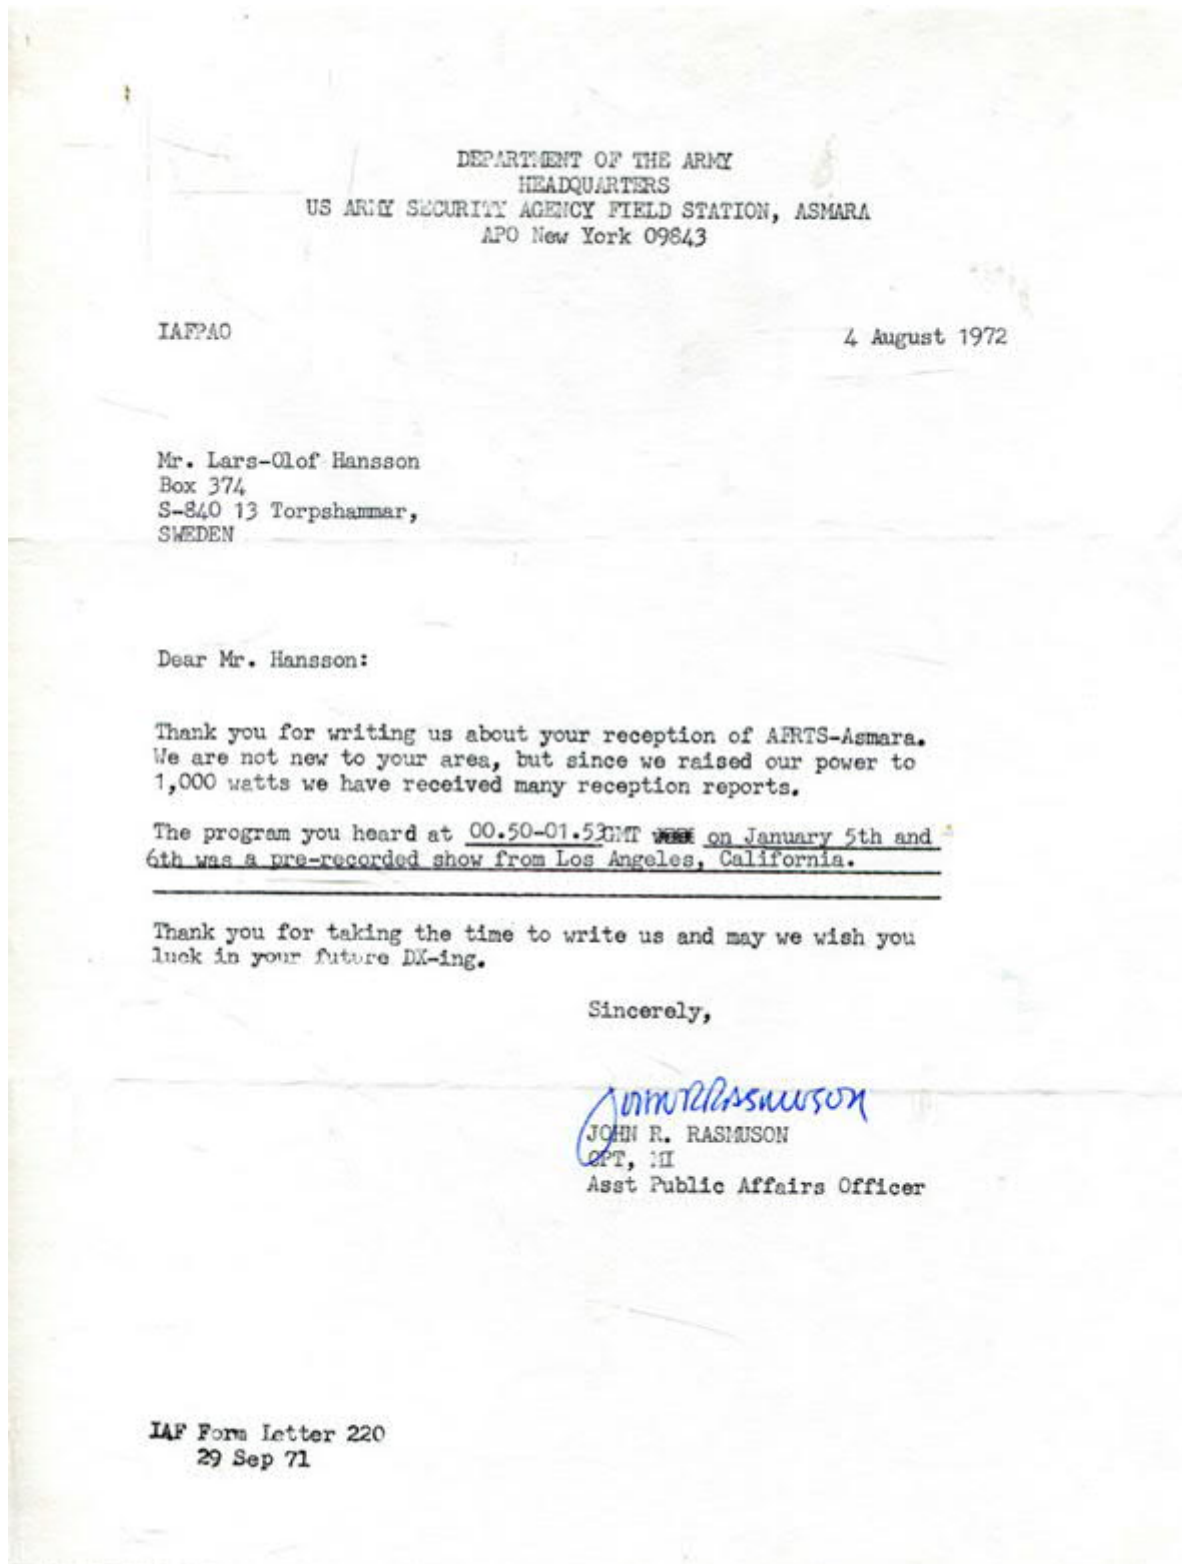 DEPARTMENT OF THE ARMY
HEADQUARTERS
US ARMY SECURITY AGENCY FIELD STATION, ASMARA
APO New York 09843
IAFPAO
4 August 1972
Mr. Lars-Olof Hansson
Box 374
S-840 13 Torpshammar,
SWEDEN
Dear Mr. Hansson:
Thank you for writing us about your reception of AFRTS-Asmara.
We are not new to your area, but since we raised our power to
1,000 watts we have received many reception reports.
The program you heard at 00.50-01.53GMT on January 5th and
6th was a pre-recorded show from Los Angeles, California.
Thank you for taking the time to write us and may we wish you
luck in your future DX-ing.
Sincerely,
John R Rasmuson
JOHN R. RASMUSON
CPT, MI
Asst Public Affairs Officer
IAF Form Letter 220
29 Sep 71